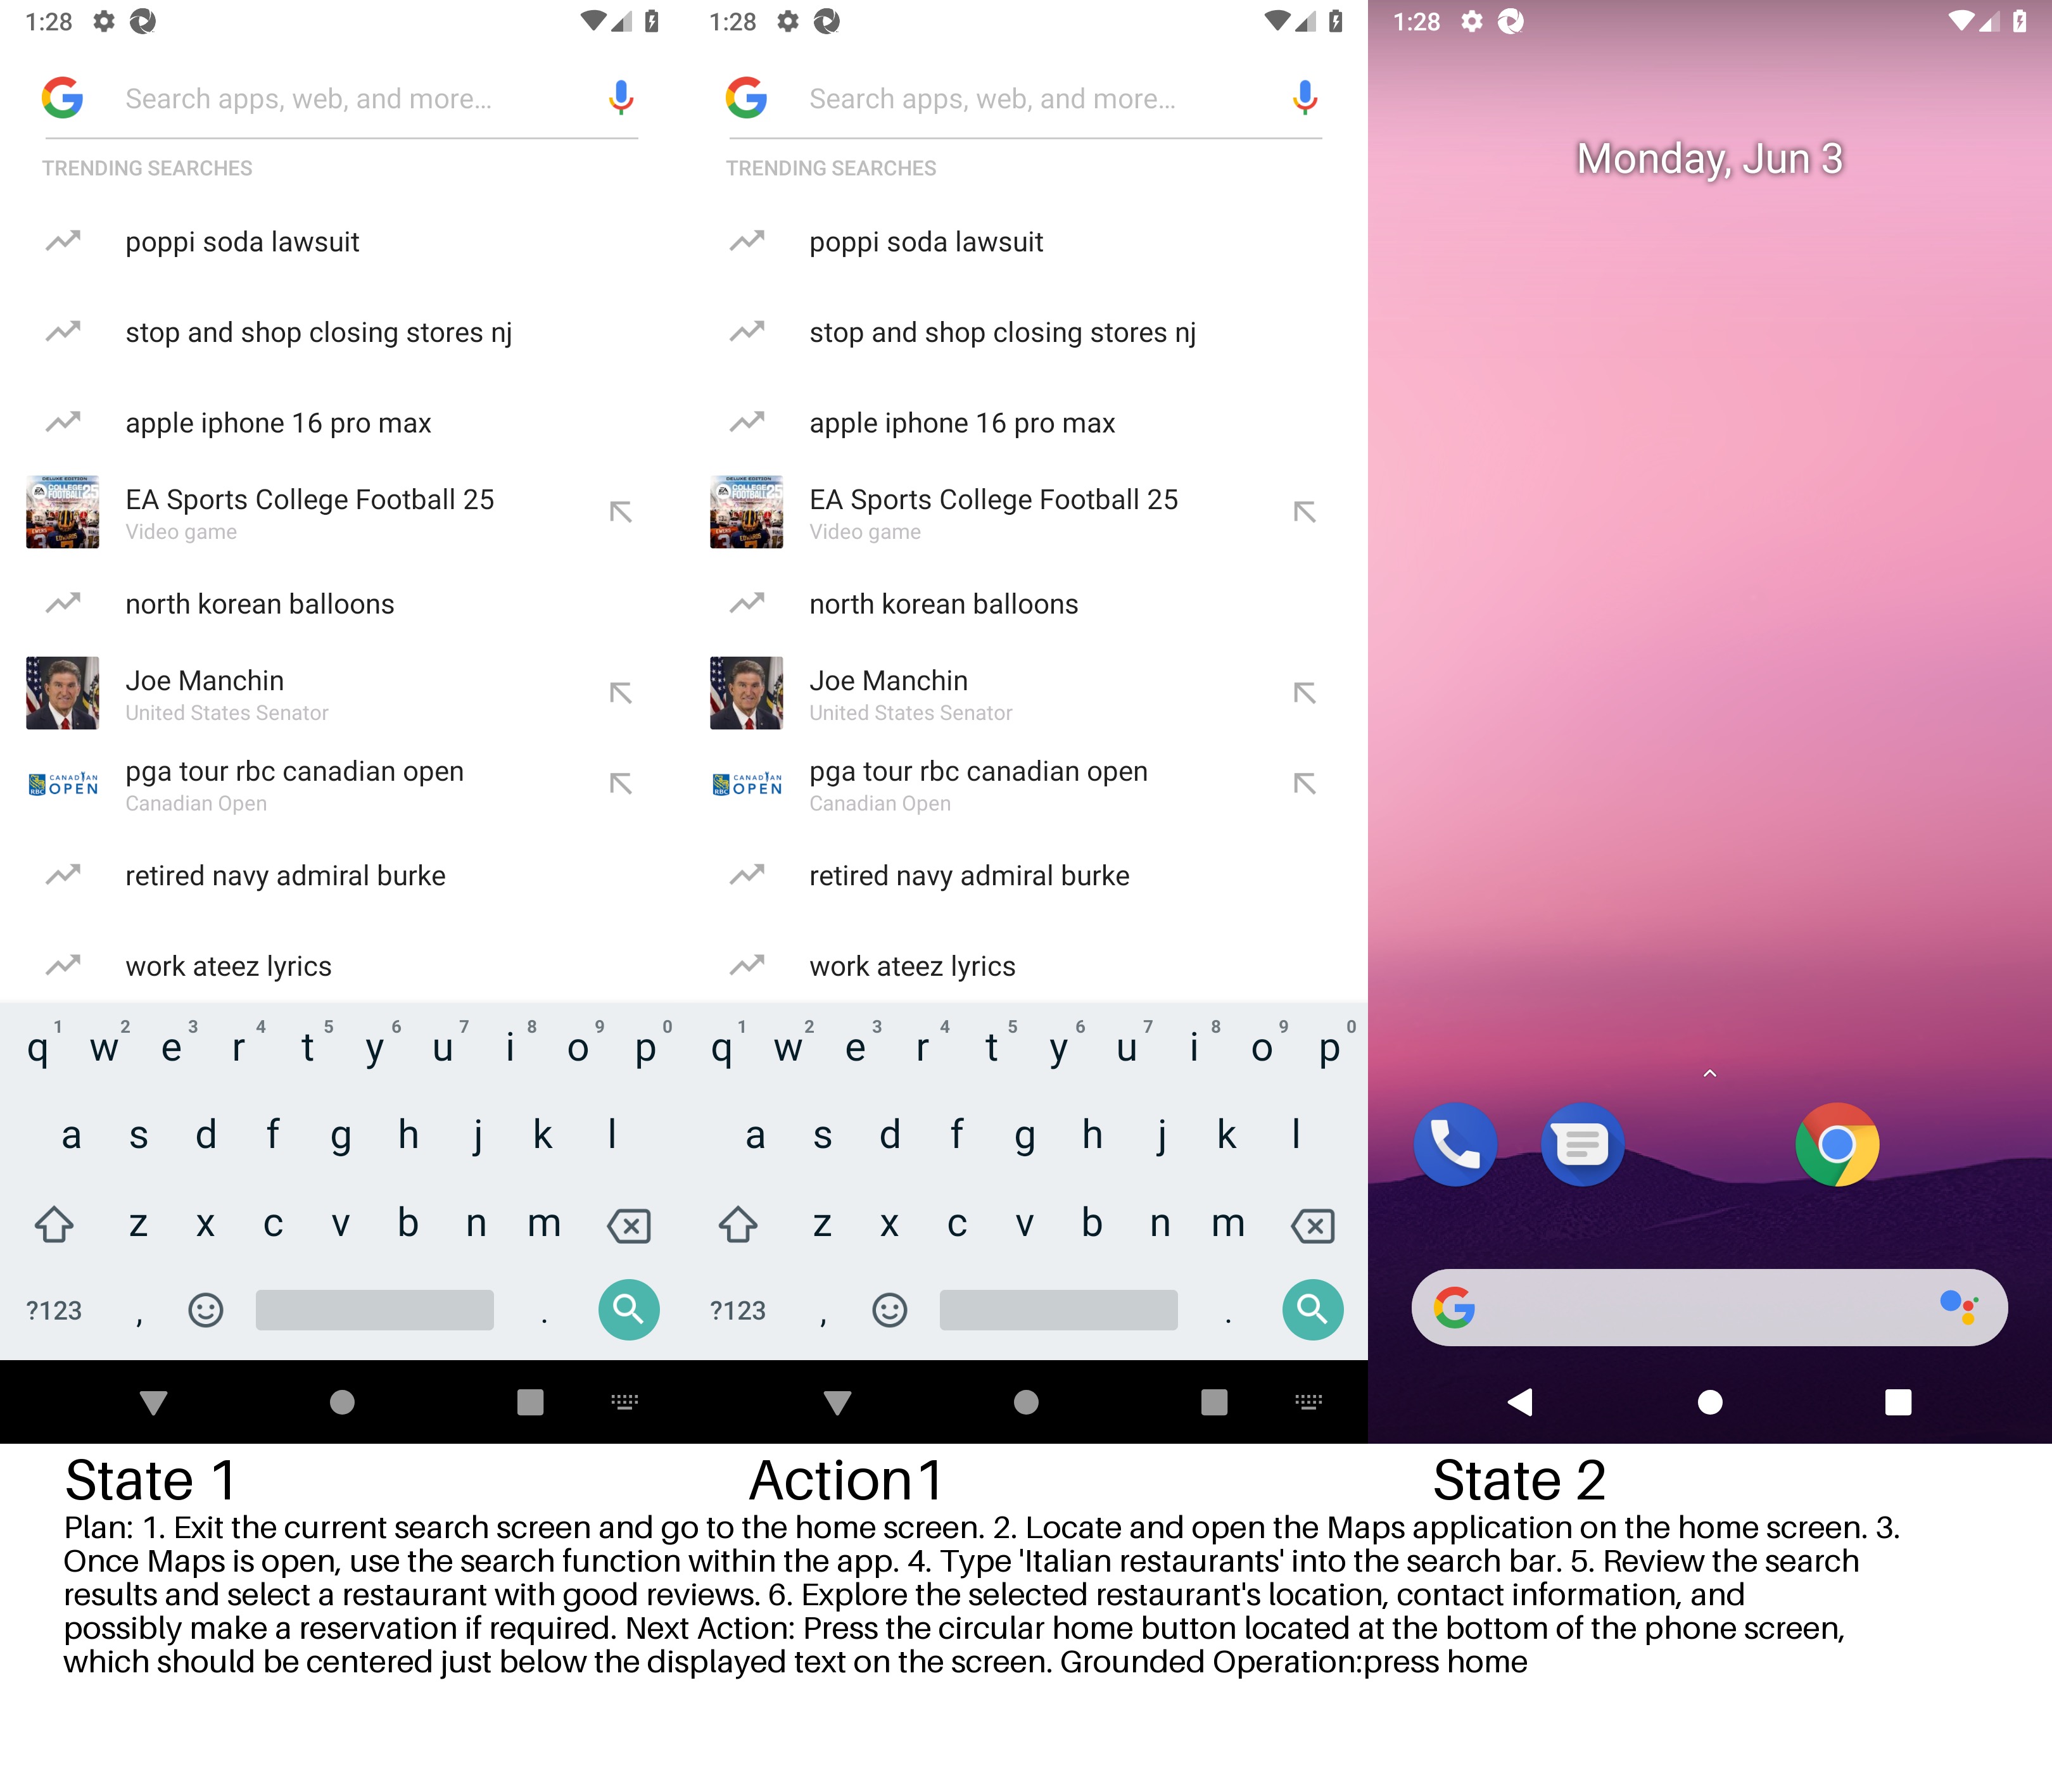 1:28
Search apps, web, and more...
TRENDING SEARCHES
poppi soda lawsuit
stop and shop closing stores nj
apple iphone 16 pro max
EA Sports College Football 25
Video game
north korean balloons
Joe Manchin
United States Senator
CANADIAN OPEN
RBC
pga tour rbc canadian open
Canadian Open
retired navy admiral burke
work ateez lyrics
1 2 3 4 5 6 7 8 9 0
q w e r t y u i o p
a s d f g h j k l
z x c v b n m
?123 , .
State 1
1:28
Search apps, web, and more...
TRENDING SEARCHES
poppi soda lawsuit
stop and shop closing stores nj
apple iphone 16 pro max
EA Sports College Football 25
Video game
north korean balloons
Joe Manchin
United States Senator
CANADIAN OPEN
RBC
pga tour rbc canadian open
Canadian Open
retired navy admiral burke
work ateez lyrics
1 2 3 4 5 6 7 8 9 0
q w e r t y u i o p
a s d f g h j k l
z x c v b n m
?123 , .
Action1
1:28
Monday, Jun 3
State 2
Plan: 1. Exit the current search screen and go to the home screen. 2. Locate and open the Maps application on the home screen. 3.
Once Maps is open, use the search function within the app. 4. Type 'Italian restaurants' into the search bar. 5. Review the search
results and select a restaurant with good reviews. 6. Explore the selected restaurant's location, contact information, and
possibly make a reservation if required. Next Action: Press the circular home button located at the bottom of the phone screen,
which should be centered just below the displayed text on the screen. Grounded Operation:press home